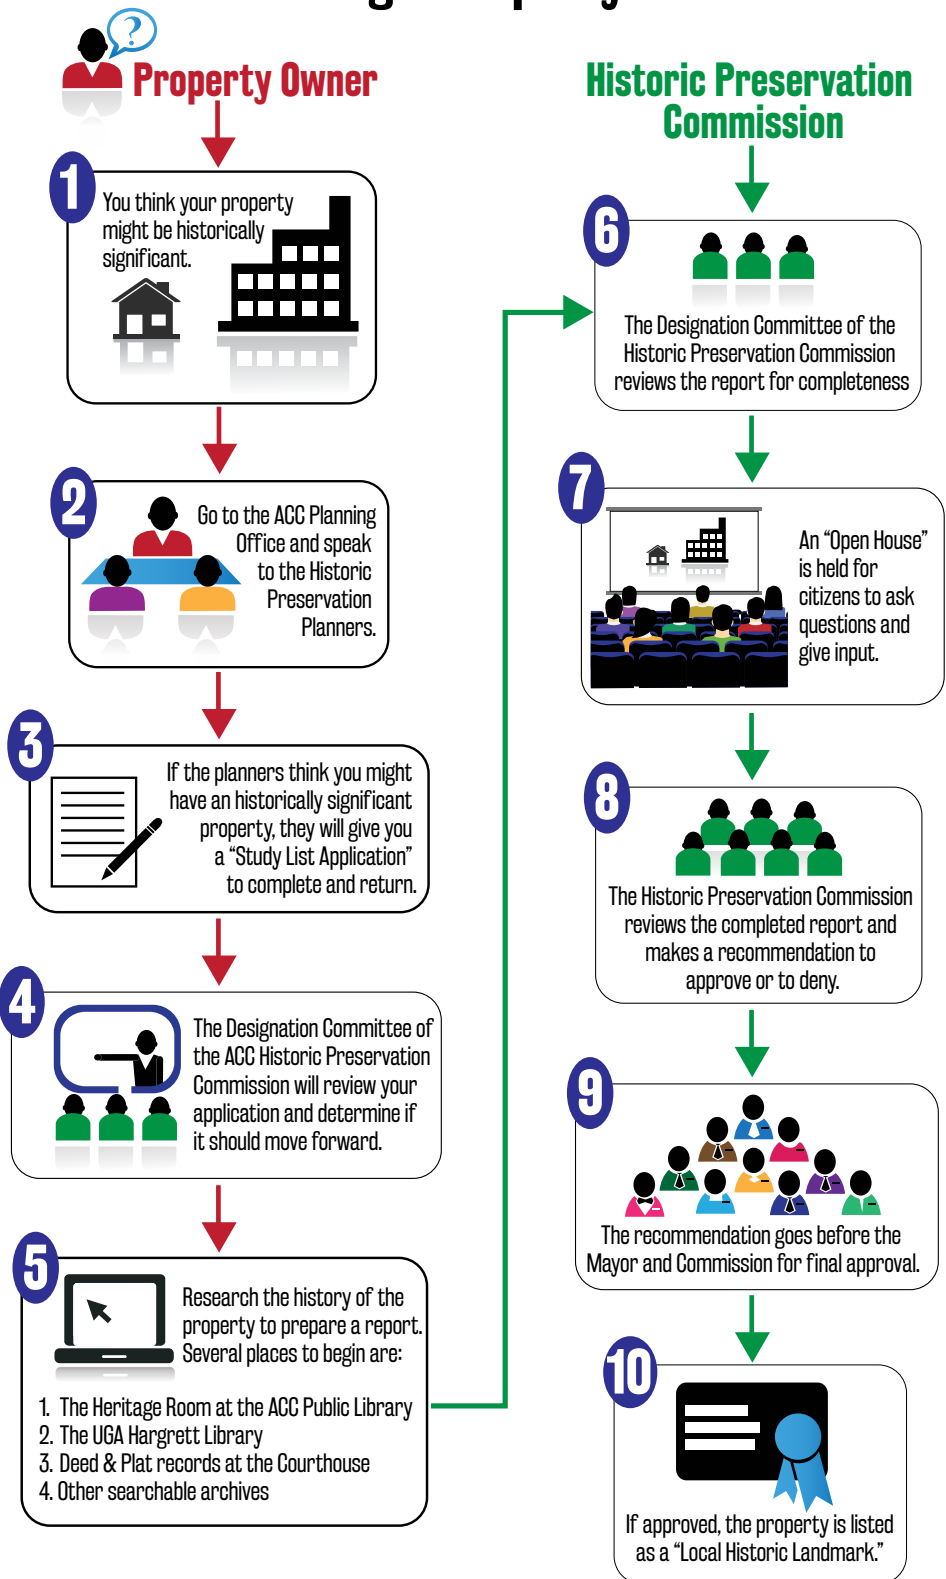 ?
Property Owner
1
You think your property
might be historically
significant.
2
Go to the ACC Planning
Office and speak
to the Historic
Preservation
Planners.
3
If the planners think you might
have an historically significant
property, they will give you
a “Study List Application”
to complete and return.
4
The Designation Committee of
the ACC Historic Preservation
Commission will review your
application and determine if
it should move forward.
5
Research the history of the
property to prepare a report.
Several places to begin are:
1. The Heritage Room at the ACC Public Library
2. The UGA Hargrett Library
3. Deed & Plat records at the Courthouse
4. Other searchable archives
Historic Preservation
Commission
6
The Designation Committee of the
Historic Preservation Commission
reviews the report for completeness
7
An “Open House”
is held for
citizens to ask
questions and
give input.
8
The Historic Preservation Commission
reviews the completed report and
makes a recommendation to
approve or to deny.
9
The recommendation goes before the
Mayor and Commission for final approval.
10
If approved, the property is listed
as a “Local Historic Landmark.”